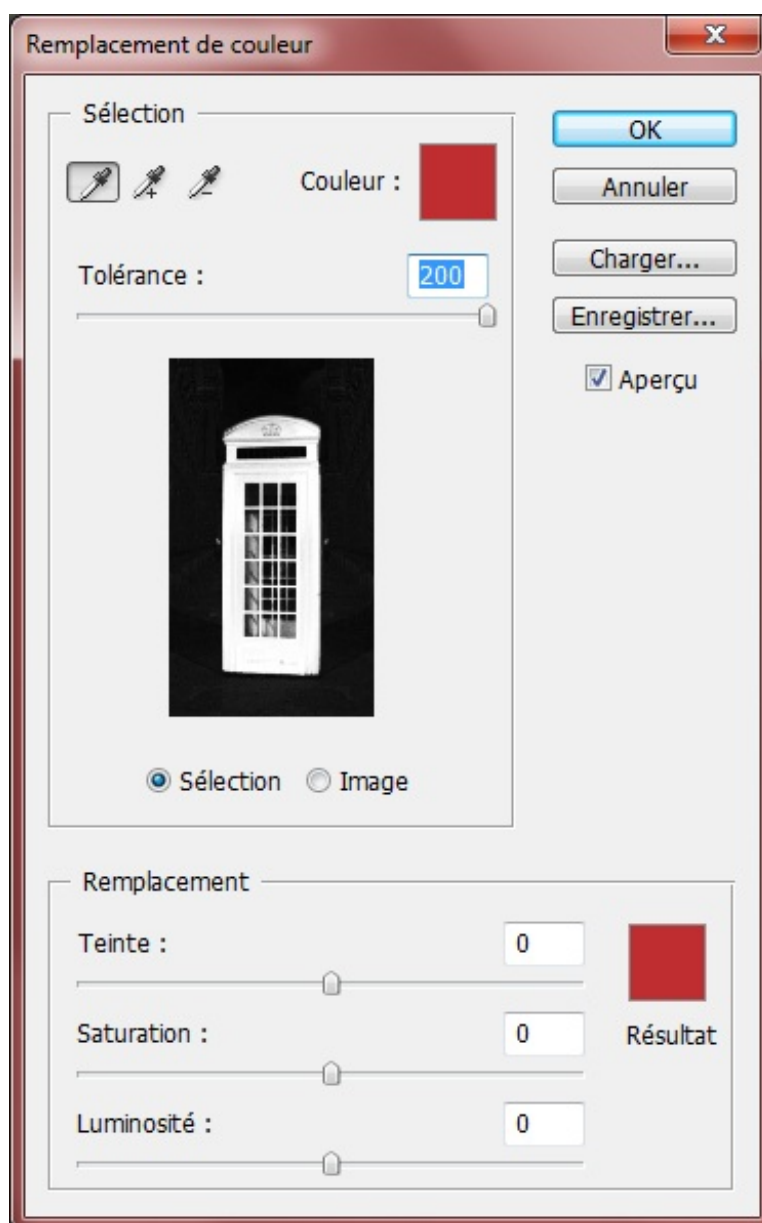 Remplacement de couleur
Sélection
OK
Couleur :
Annuler
Tolérance :
200
Charger...
Enregistrer...
Aperçu
Sélection
Image
Remplacement
Teinte :
0
Saturation :
0
Résultat
Luminosité :
0